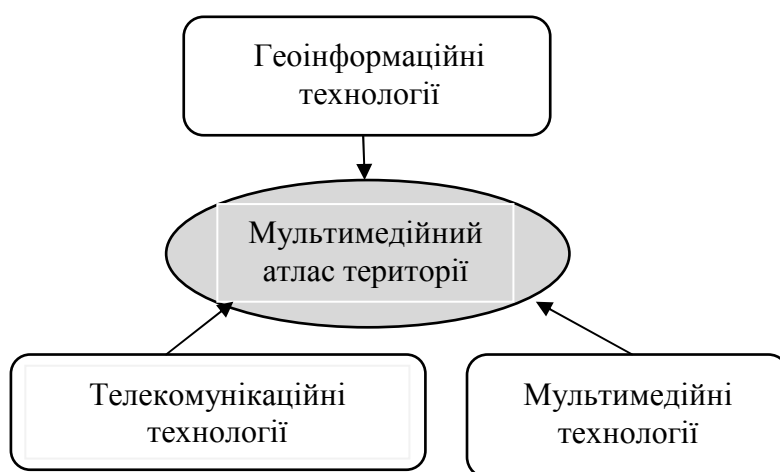 Геоінформаційні
технології
Мультимедійний
атлас території
Телекомунікаційні
технології
Мультимедійні
технології